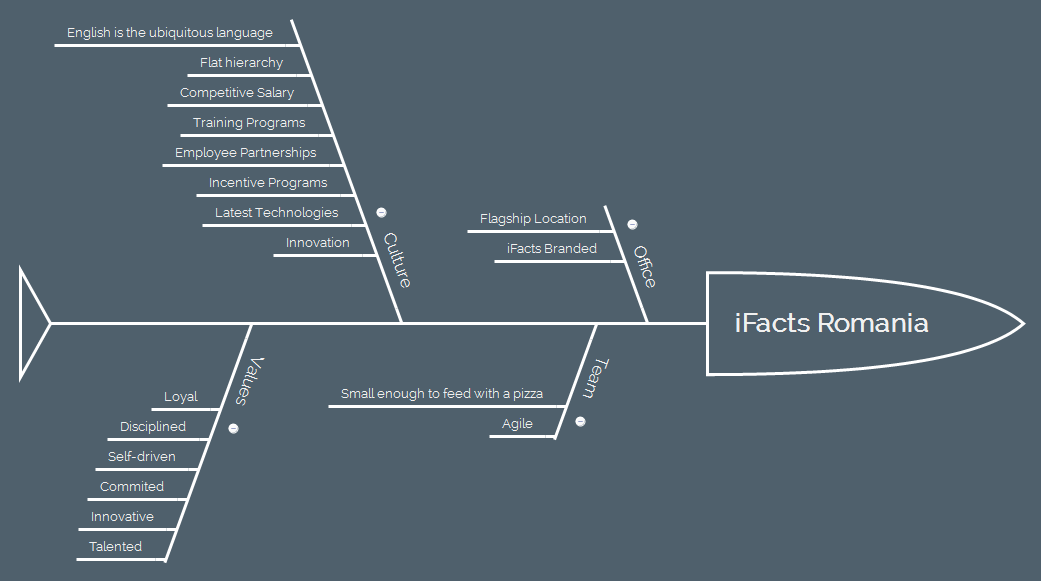 English is the ubiquitous language
Flat hierarchy
Competitive Salary
Training Programs
Employee Partnerships
Incentive Programs
Latest Technologies
Innovation
Culture
Flagship Location
iFacts Branded
Office
iFacts Romania
Values
Loyal
Disciplined
Self-driven
Commited
Innovative
Talented
Team
Small enough to feed with a pizza
Agile